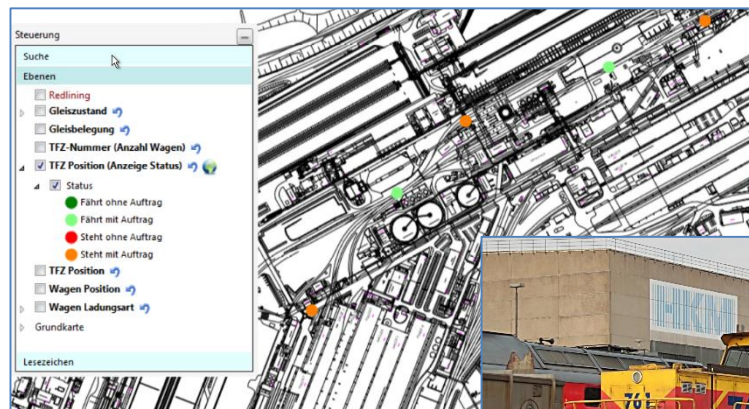 Steuerung
Suche
Ebenen
Redlining
Gleiszustand
Gleisbelegung
TFZ-Nummer (Anzahl Wagen)
TFZ Position (Anzeige Status)
Status
Fährt ohne Auftrag
Fährt mit Auftrag
Steht ohne Auftrag
Steht mit Auftrag
TFZ Position
Wagen Position
Wagen Ladungsart
Grundkarte
Lesezeichen
HKM
761